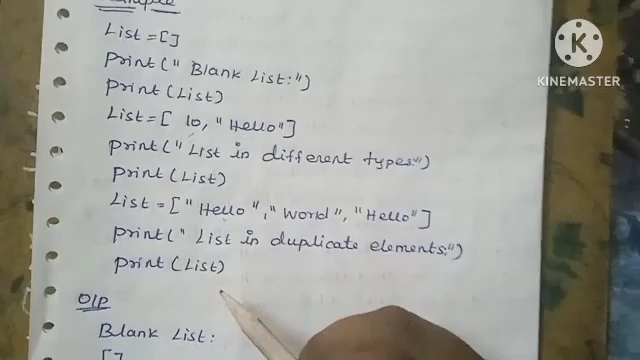 Example
List = []
print(" Blank List:")
print (List)
List = [ 10, "Hello"]
print(" List in different types:")
print (List)
List = [ "Hello", "World", "Hello"]
print(" List in duplicate elements:")
print (List)
O/P
Blank List:
[]
KINEMASTER